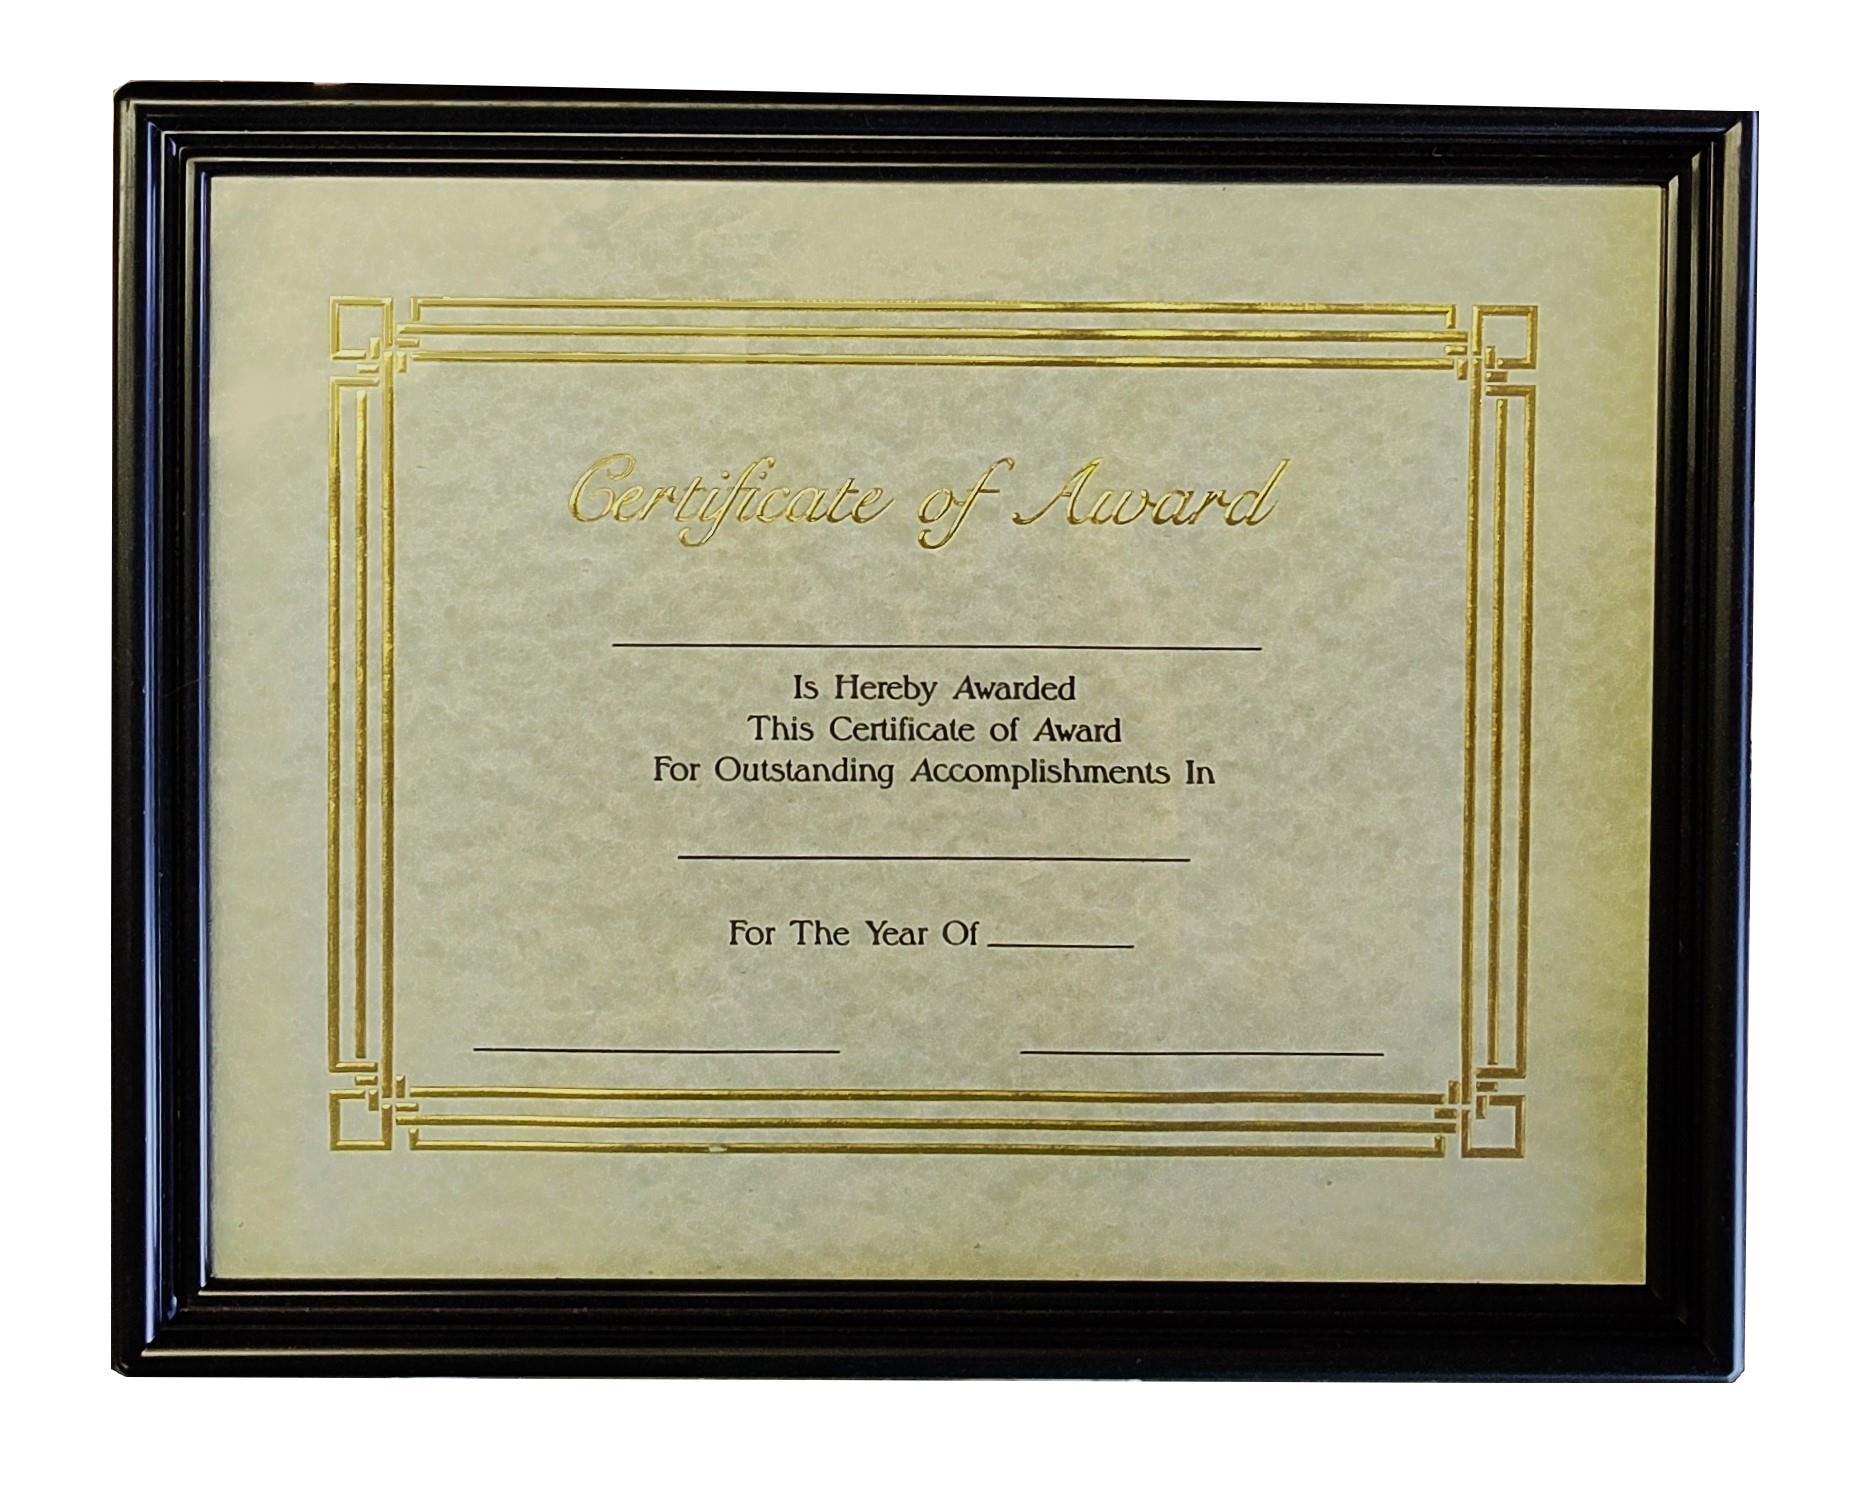 Certificate of Award
Is Hereby Awarded
This Certificate of Award
For Outstanding Accomplishments In
For The Year Of